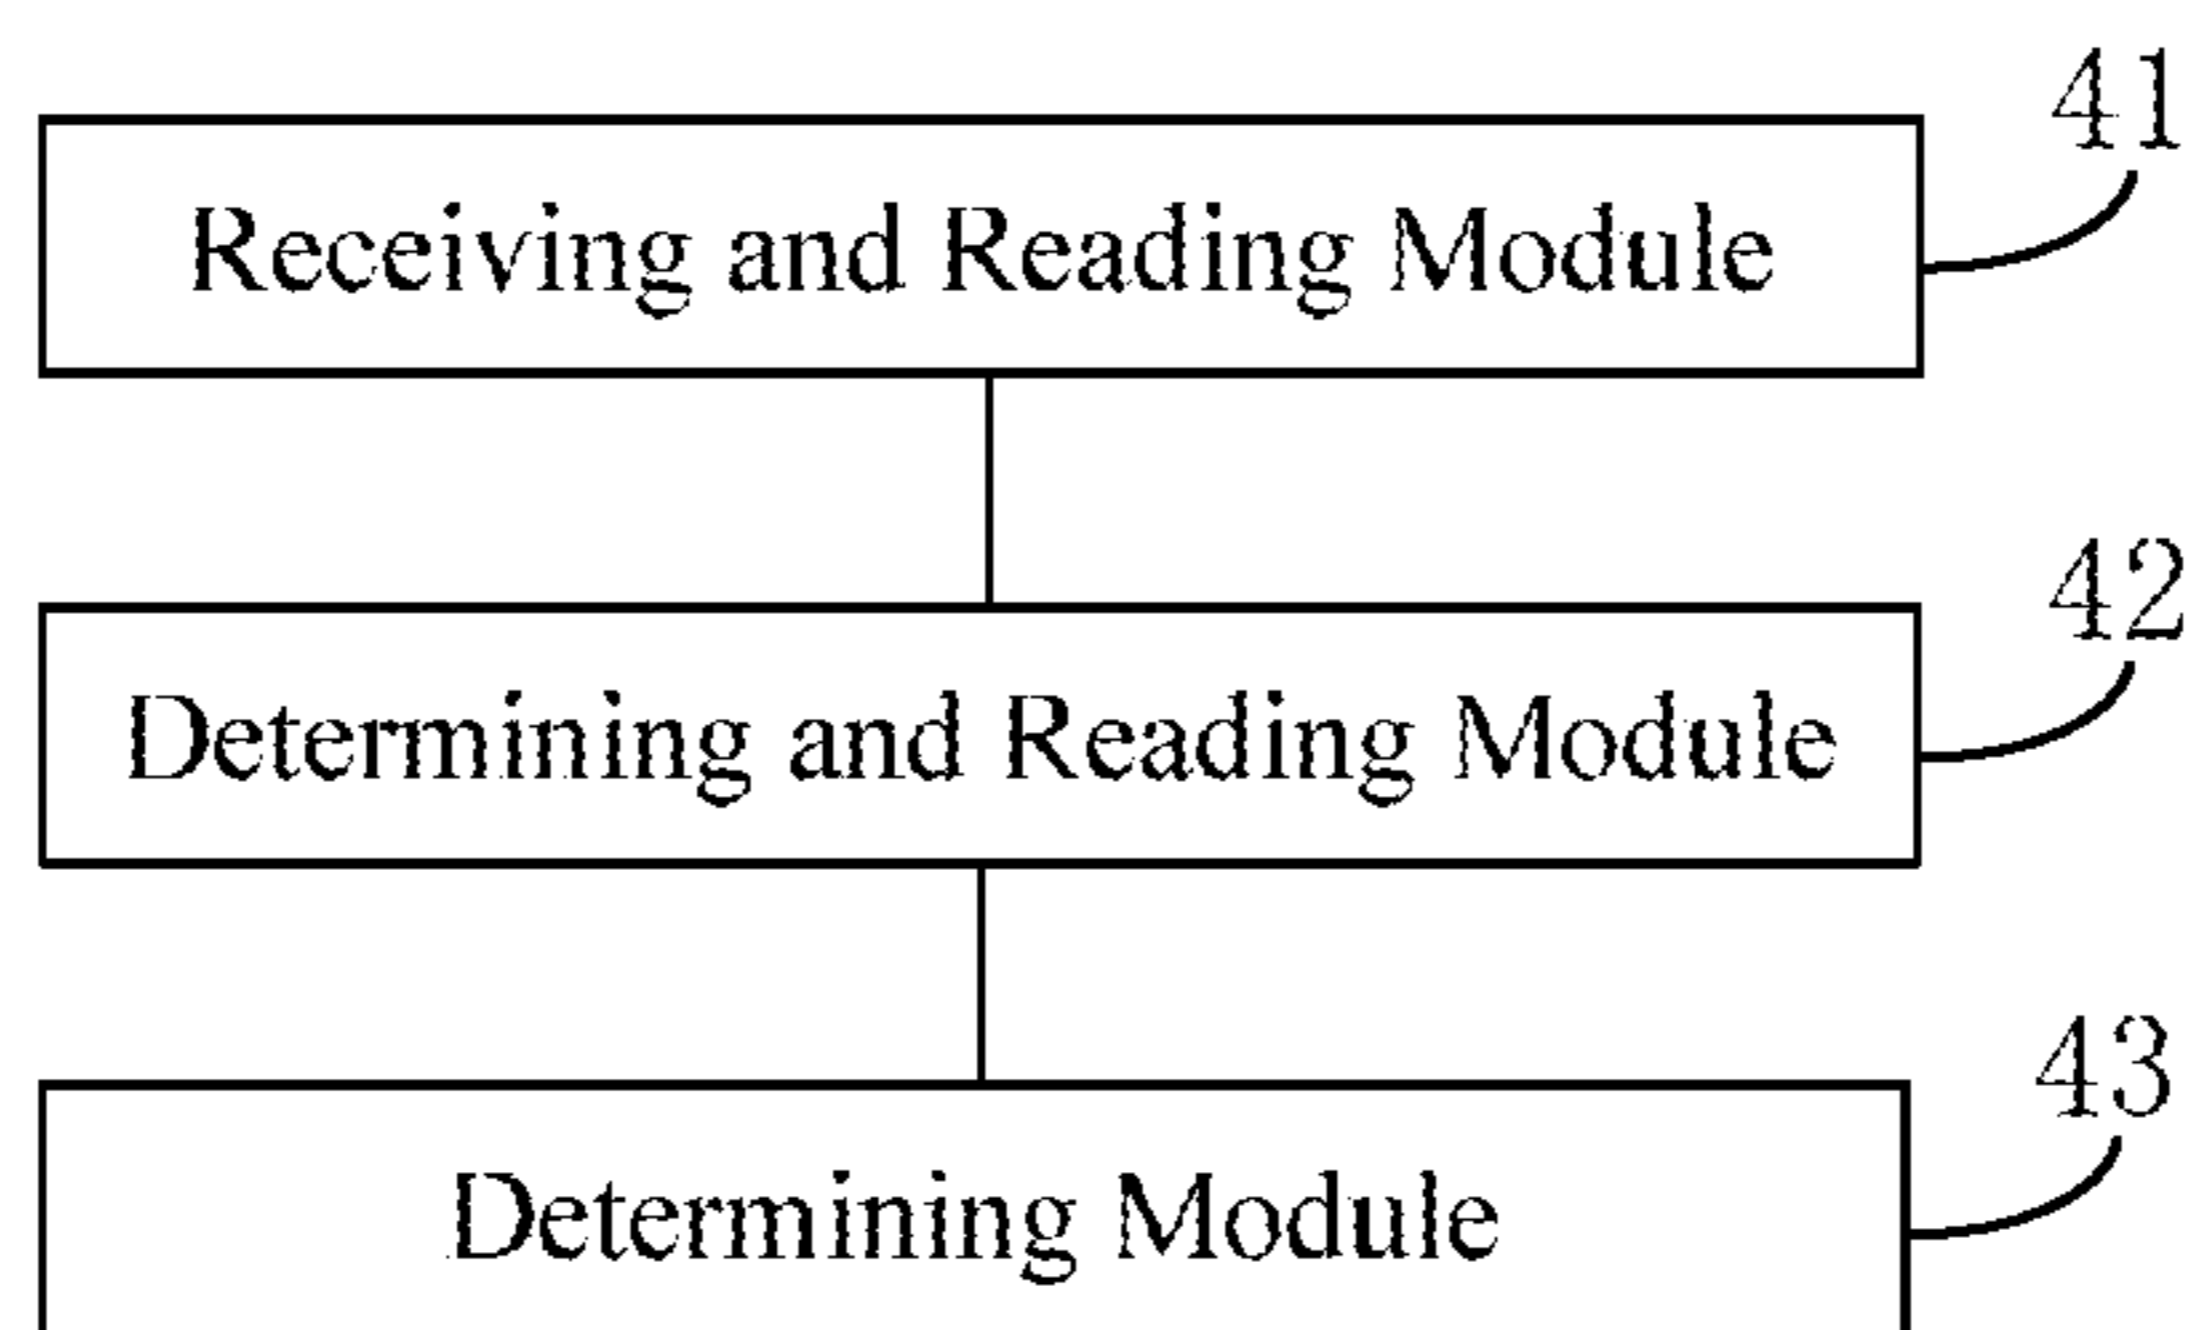 41
Receiving and Reading Module
42
Determining and Reading Module
43
Determining Module